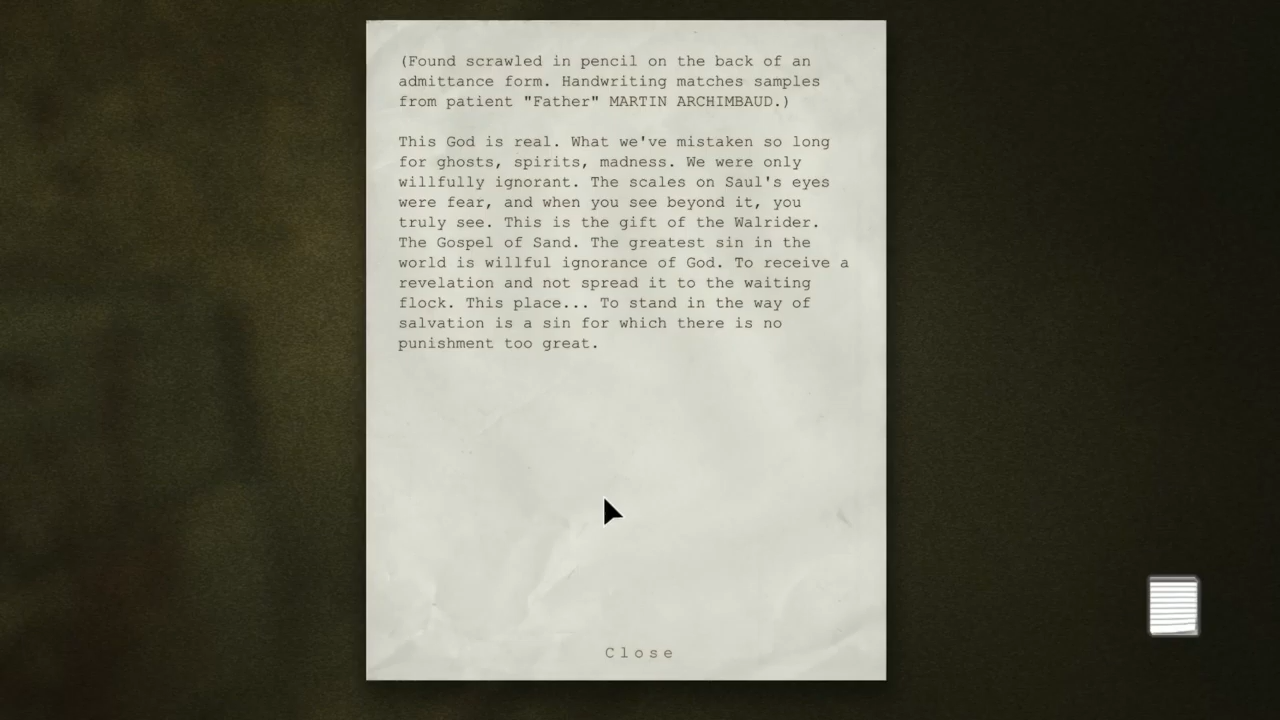 (Found scrawled in pencil on the back of an
admittance form. Handwriting matches samples
from patient "Father" MARTIN ARCHIMBAUD.)
This God is real. What we've mistaken so long
for ghosts, spirits, madness. We were only
willfully ignorant. The scales on Saul's eyes
were fear, and when you see beyond it, you
truly see. This is the gift of the Walrider.
The Gospel of Sand. The greatest sin in the
world is willful ignorance of God. To receive a
revelation and not spread it to the waiting
flock. This place... To stand in the way of
salvation is a sin for which there is no
punishment too great.
Close